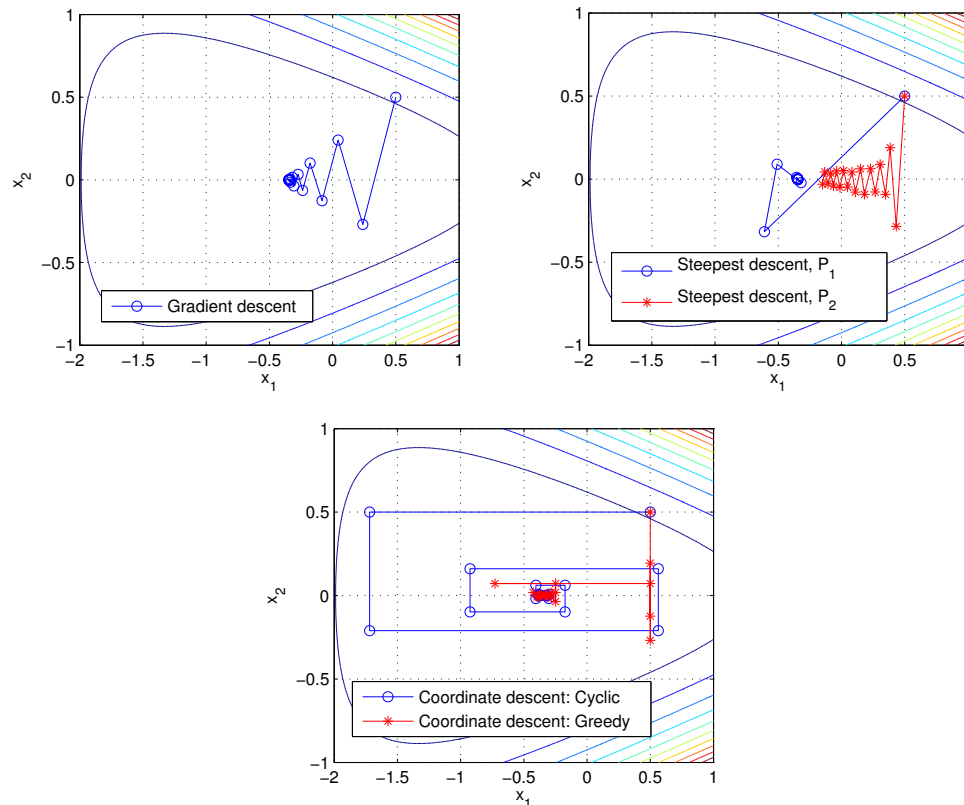 1
0.5
0
−0.5
−1
x2
−2 −1.5 −1 −0.5 0 0.5 1
x1
Gradient descent
1
0.5
0
−0.5
−1
x2
−2 −1.5 −1 −0.5 0 0.5
x1
Steepest descent, P1
Steepest descent, P2
1
0.5
0
−0.5
−1
x2
−2 −1.5 −1 −0.5 0 0.5 1
x1
Coordinate descent: Cyclic
Coordinate descent: Greedy